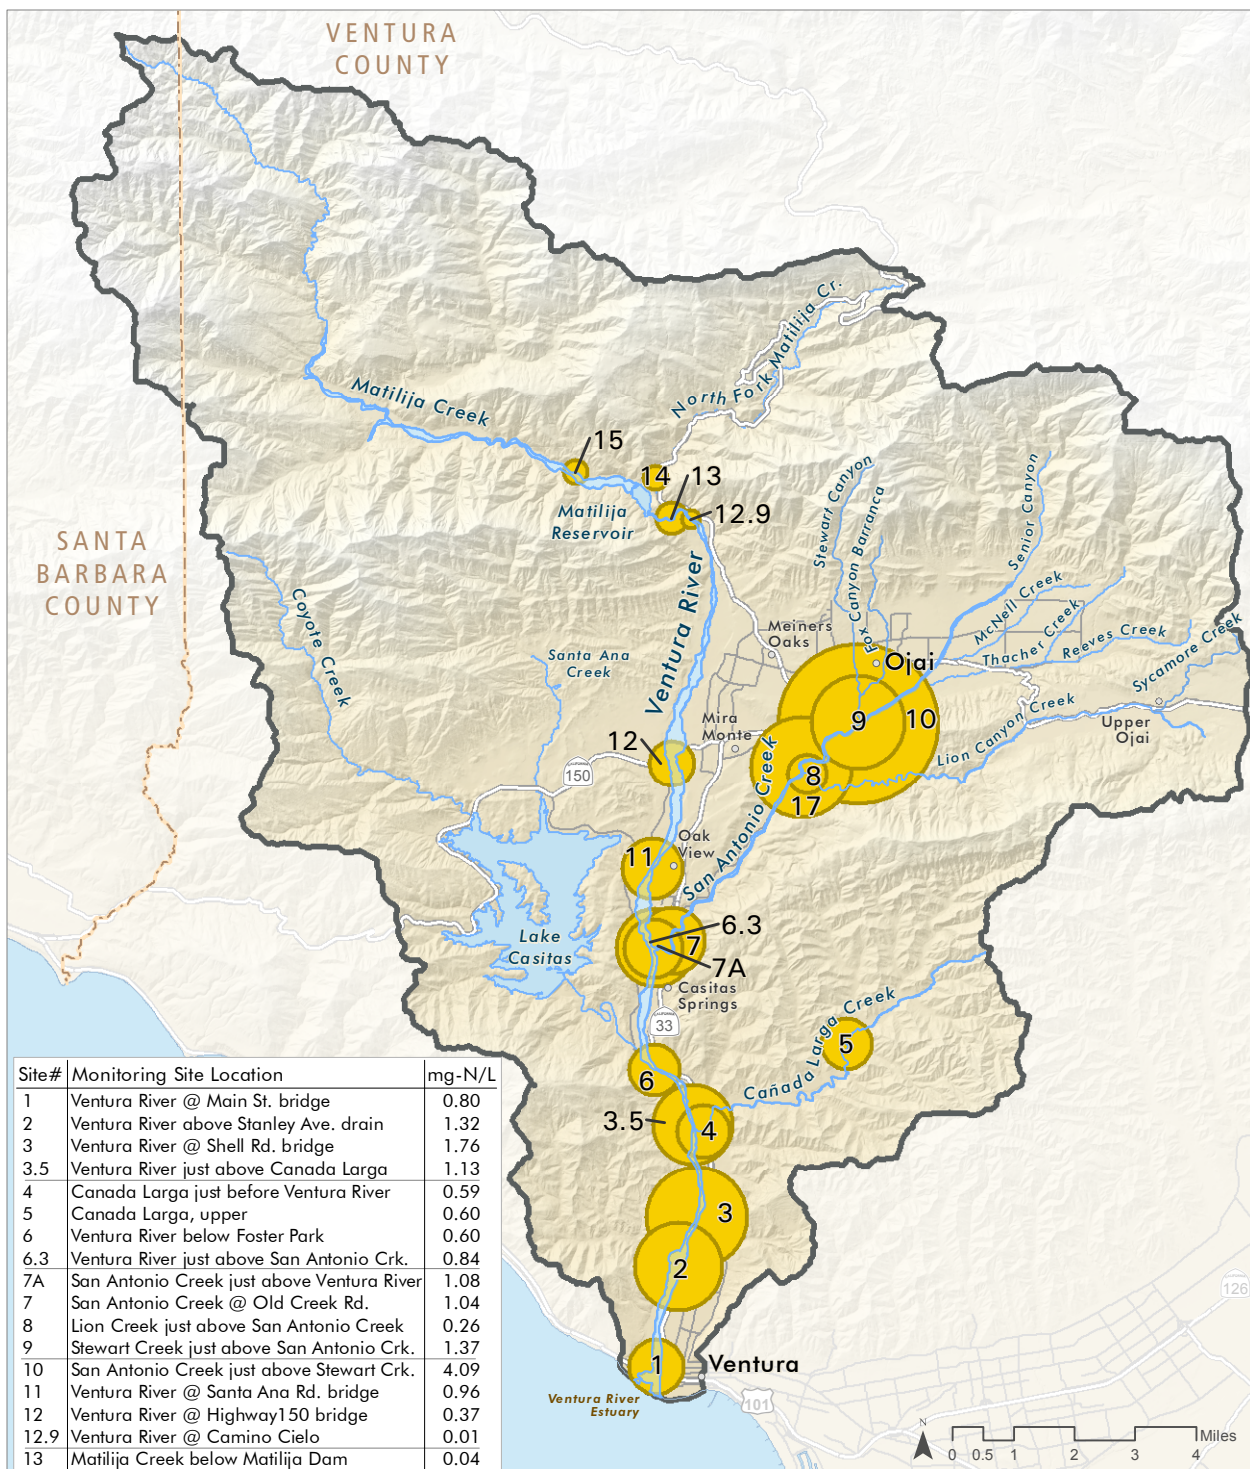 VENTURA
COUNTY
North Fork Matilija Cr.
Matilija Creek
15
14
13
12.9
Matilija
Reservoir
SANTA
BARBARA
COUNTY
Stewart Canyon
Fox Canyon Barranca
Senior Canyon
McNell Creek
Thacher Creek
Reeves Creek
Sycamore Creek
Coyote Creek
Santa Ana
Creek
Ventura River
Meiners
Oaks
Ojai
Mira
Monte
9
10
Lion Canyon Creek
Upper
Ojai
12
CALIFORNIA
150
8
17
San Antonio Creek
Oak
View
11
6.3
7
7A
Lake
Casitas
Casitas
Springs
CALIFORNIA
33
Cañada Larga Creek
5
6
3.5
4
3
2
1
Ventura
Ventura River
Estuary
101
126
Site# Monitoring Site Location mg-N/L
1 Ventura River @ Main St. bridge 0.80
2 Ventura River above Stanley Ave. drain 1.32
3 Ventura River @ Shell Rd. bridge 1.76
3.5 Ventura River just above Canada Larga 1.13
4 Canada Larga just before Ventura River 0.59
5 Canada Larga, upper 0.60
6 Ventura River below Foster Park 0.60
6.3 Ventura River just above San Antonio Crk. 0.84
7A San Antonio Creek just above Ventura River 1.08
7 San Antonio Creek @ Old Creek Rd. 1.04
8 Lion Creek just above San Antonio Creek 0.26
9 Stewart Creek just above San Antonio Crk. 1.37
10 San Antonio Creek just above Stewart Crk. 4.09
11 Ventura River @ Santa Ana Rd. bridge 0.96
12 Ventura River @ Highway150 bridge 0.37
12.9 Ventura River @ Camino Cielo 0.01
13 Matilija Creek below Matilija Dam 0.04
N
Miles
0 0.5 1 2 3 4